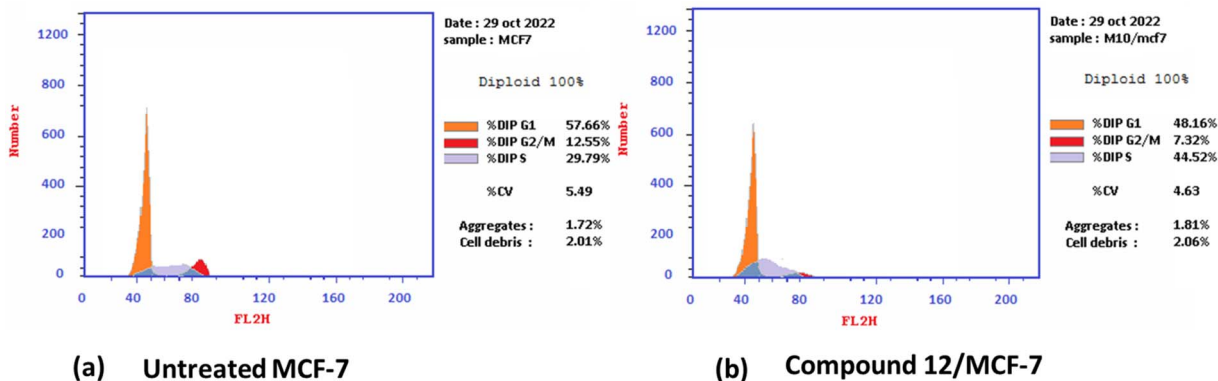 1200
800
600
400
200
0
Number
0 40 80 120 160 200
FL2H
Date : 29 oct 2022
sample : MCF7
Diploid 100%
%DIP G1 57.66%
%DIP G2/M 12.55%
%DIP S 29.79%
%CV 5.49
Aggregates : 1.72%
Cell debris : 2.01%
(a) Untreated MCF-7
1200
800
600
400
200
0
Number
0 40 80 120 160 200
FL2H
Date : 29 oct 2022
sample : M10/mcf7
Diploid 100%
%DIP G1 48.16%
%DIP G2/M 7.32%
%DIP S 44.52%
%CV 4.63
Aggregates : 1.81%
Cell debris : 2.06%
(b) Compound 12/MCF-7